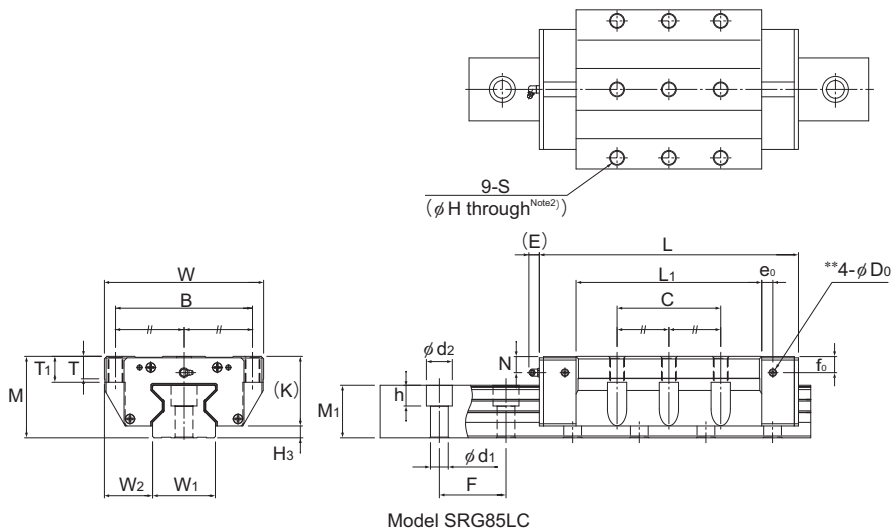 9-S
(φH through Note2))
(E)
L
L1
e0
**4-φD0
C
N
f0
W
B
T1
T
M
(K)
H3
W2
W1
φd2
h
M1
φd1
F
Model SRG85LC